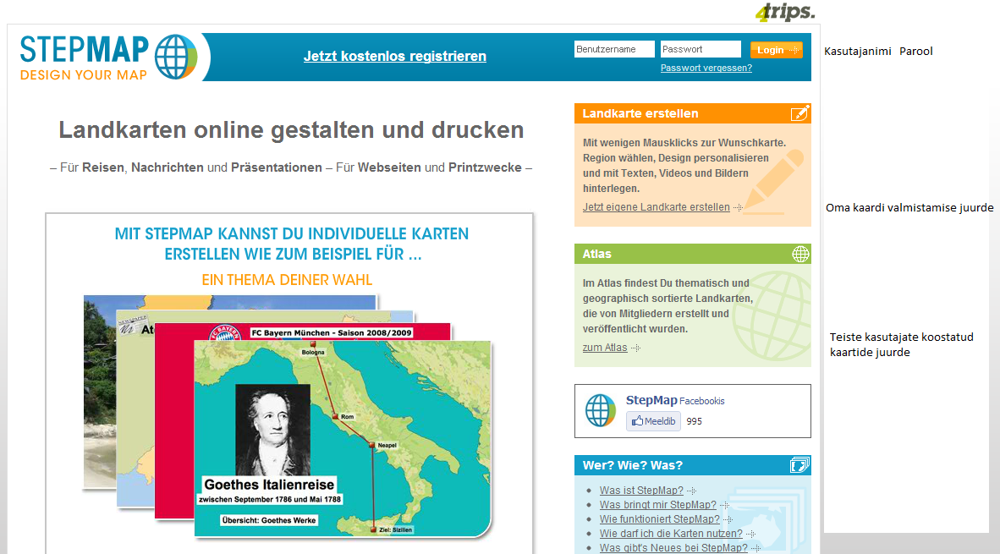 4trips.
STEPMAP
DESIGN YOUR MAP
Jetzt kostenlos registrieren
Benutzername
Passwort
Login
Passwort vergessen?
Kasutajanimi Parool
Landkarten online gestalten und drucken
– Für Reisen, Nachrichten und Präsentationen – Für Webseiten und Printzwecke –
MIT STEPMAP KANNST DU INDIVIDUELLE KARTEN
ERSTELLEN WIE ZUM BEISPIEL FÜR ...
EIN THEMA DEINER WAHL
NEWSPAPER
At
FC BAYERN
FC Bayern München - Saison 2008/2009
Bologna
Rom
Neapel
Goethes Italienreise
zwischen September 1786 und Mai 1788
Übersicht: Goethes Werke
Ziel: Sizilien
Landkarte erstellen
Mit wenigen Mausklicks zur Wunschkarte.
Region wählen, Design personalisieren
und mit Texten, Videos und Bildern
hinterlegen.
Jetzt eigene Landkarte erstellen
Oma kaardi valmistamise juurde
Atlas
Im Atlas findest Du thematisch und
geographisch sortierte Landkarten,
die von Mitgliedern erstellt und
veröffentlicht wurden.
zum Atlas
Teiste kasutajate koostatud
kaartide juurde
StepMap Facebookis
Meeldib 995
Wer? Wie? Was?
Was ist StepMap?
Was bringt mir StepMap?
Wie funktioniert StepMap?
Wie darf ich die Karten nutzen?
Was gibt's Neues bei StepMap?